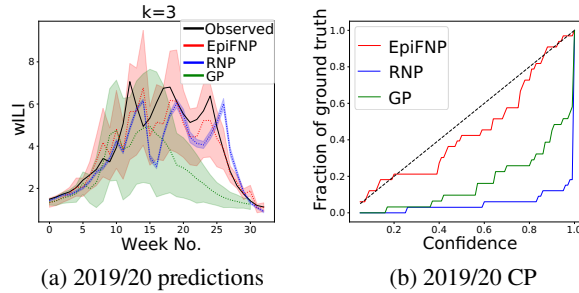 k=3
Observed
EpiFNP
RNP
GP
wILI
6
4
2
0 5 10 15 20 25 30
Week No.
(a) 2019/20 predictions
EpiFNP
RNP
GP
Fraction of ground truth
1.0
0.8
0.6
0.4
0.2
0.0
0.2 0.4 0.6 0.8 1.0
Confidence
(b) 2019/20 CP